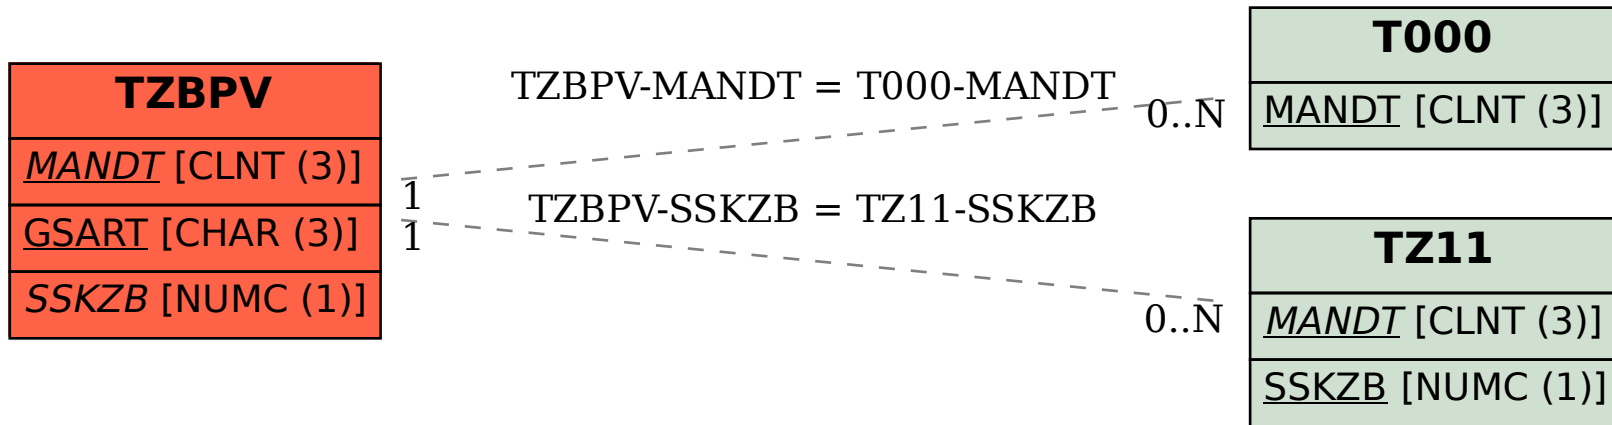 TZBPV
MANDT [CLNT (3)]
GSART [CHAR (3)]
SSKZB [NUMC (1)]
TZBPV-MANDT = T000-MANDT
0..N
1
TZBPV-SSKZB = TZ11-SSKZB
1
0..N
T000
MANDT [CLNT (3)]
TZ11
MANDT [CLNT (3)]
SSKZB [NUMC (1)]